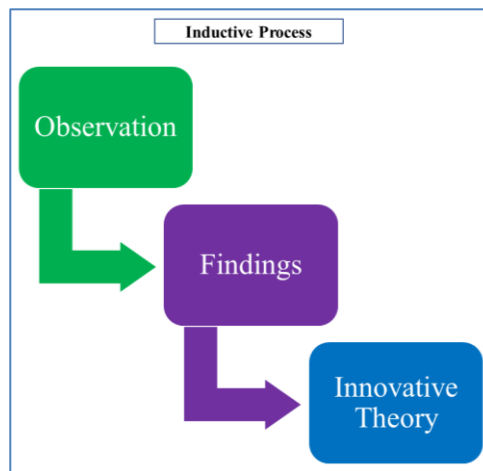 Inductive Process
Observation
Findings
Innovative
Theory